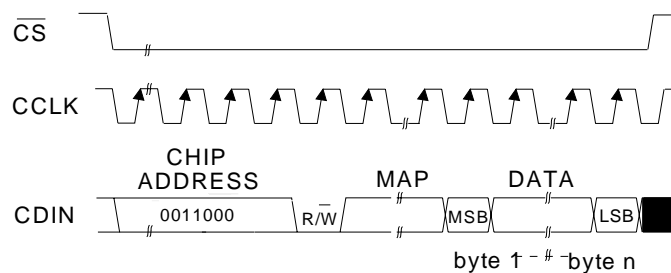 CS
CCLK
CHIP
ADDRESS
MAP
DATA
CDIN
0011000
R/W
MSB
LSB
byte 1
byte n